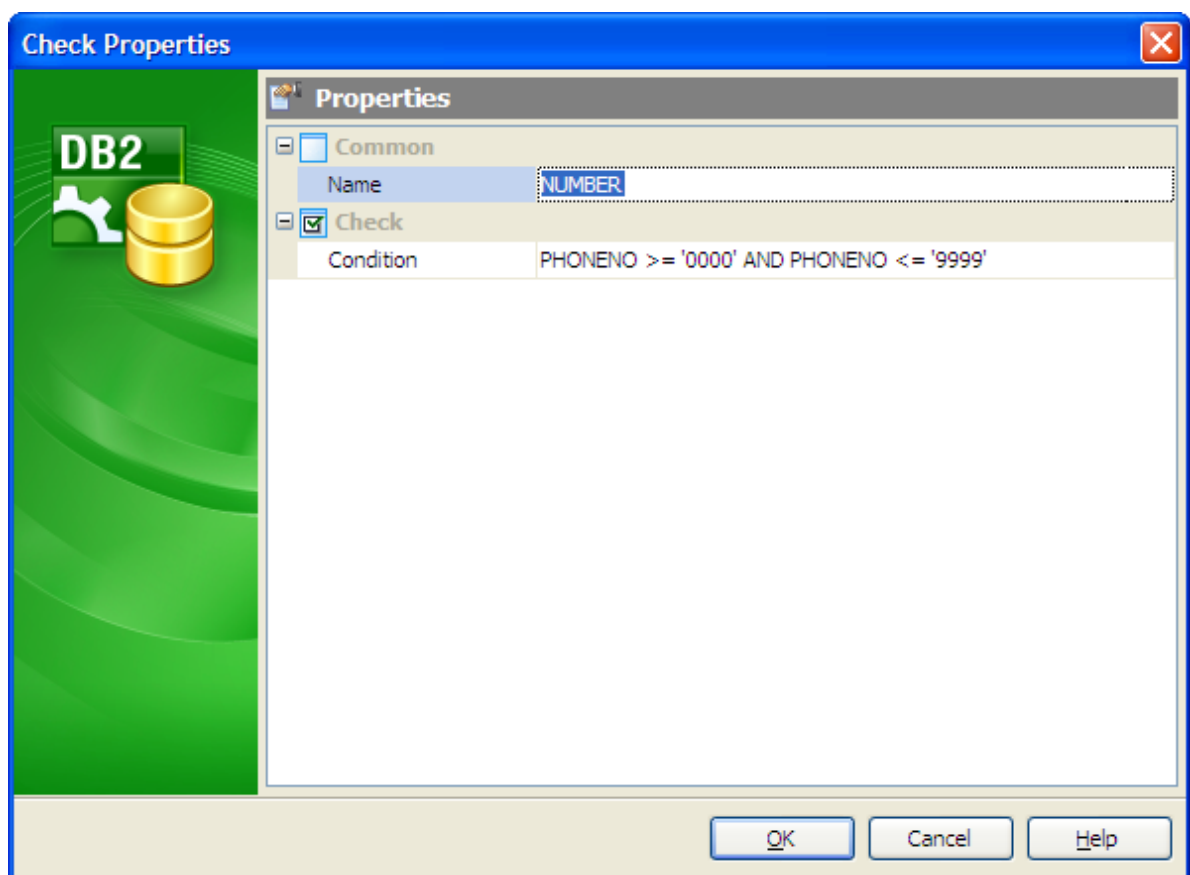 Check Properties
DB2
Properties
Common
Name NUMBER
Check
Condition PHONENO >= '0000' AND PHONENO <= '9999'
OK Cancel Help